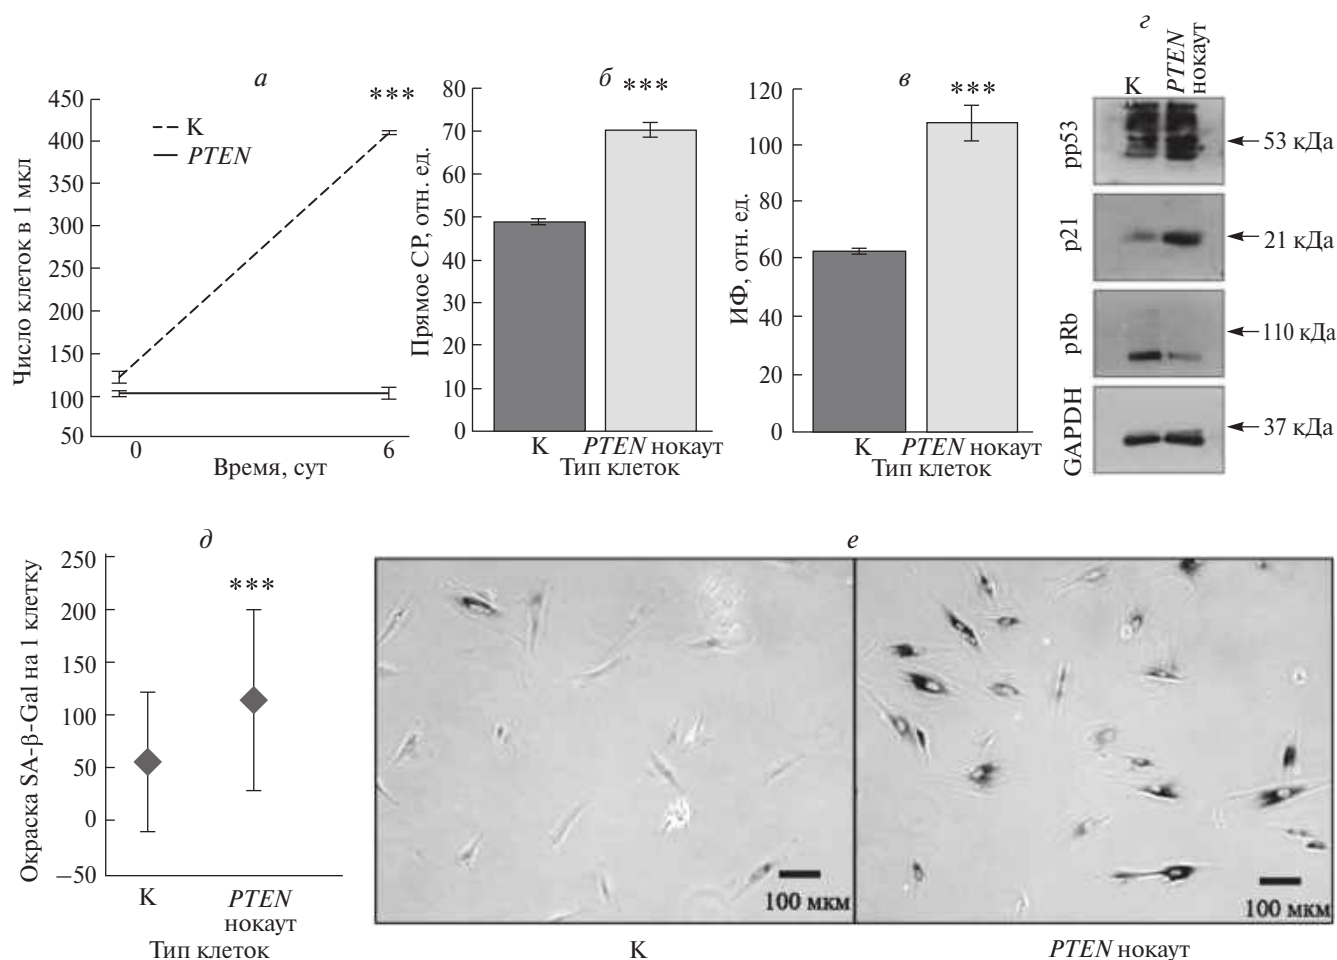 а
Число клеток в 1 мкл
450
400
350
300
250
200
150
100
50
***
K
PTEN
0
6
Время, сут
б
Прямое СР, отн. ед.
80
70
60
50
40
30
20
10
0
***
K
PTEN нокаут
Тип клеток
в
ИФ, отн. ед.
120
100
80
60
40
20
0
***
K
PTEN нокаут
Тип клеток
г
K
PTEN
нокаут
pp53
53 кДа
p21
21 кДа
pRb
110 кДа
GAPDH
37 кДа
д
Окраска SA-β-Gal на 1 клетку
250
200
150
100
50
0
−50
***
K
PTEN
нокаут
Тип клеток
е
100 мкм
100 мкм
K
PTEN нокаут